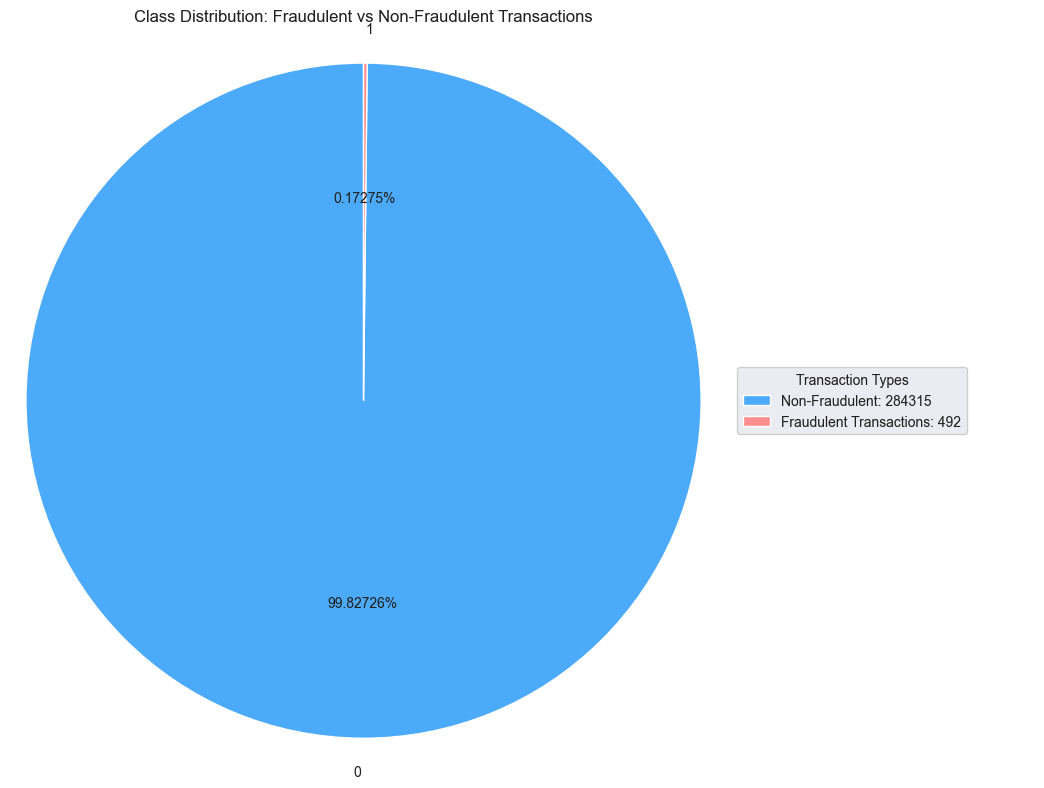 Class Distribution: Fraudulent vs Non-Fraudulent Transactions
1
0.17275%
Transaction Types
Non-Fraudulent: 284315
Fraudulent Transactions: 492
99.82726%
0